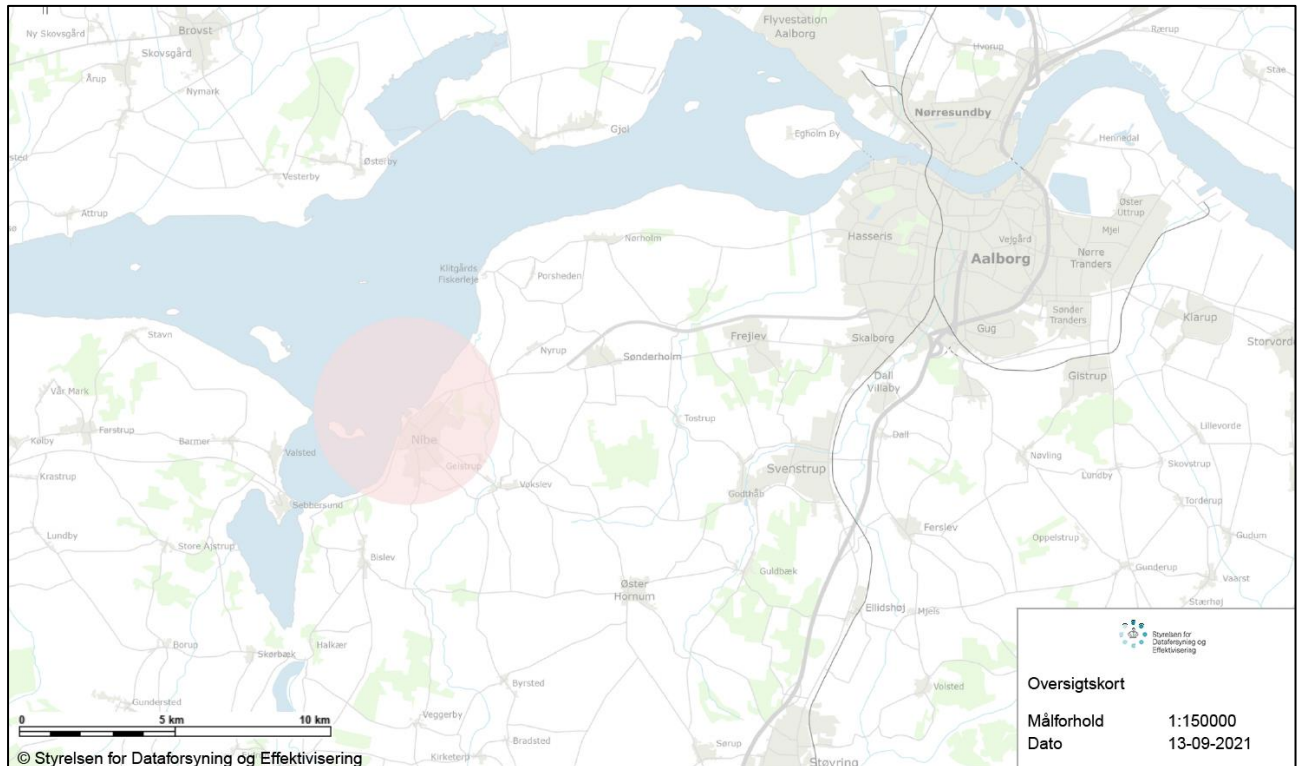 Ny Skovsgård
Brovst
Skovsgård
Årup
Nymark
Flyvestation
Aalborg
Hvorup
Rærup
Stae
Nørresundby
Gjøl
Egholm By
Hennedal
sted
Østerby
Vesterby
Attrup
Øster
Uttrup
Mjel
Hasseris
Vejgård
Nørre
Tranders
Aalborg
Nørholm
Klitgårds
Fiskerleje
Porsheden
Sønder
Tranders
Gug
Klarup
Storvorde
Stavn
Nyrup
Sønderholm
Frejlev
Skalborg
Dall
Villaby
Gistrup
Vår Mark
Farstrup
Kølby
Barmer
Valsted
Nibe
Gelstrup
Tostrup
Dall
Lillevorde
Nøvling
Lundby
Skovstrup
Krastrup
Vokslev
Svenstrup
Godthåb
Sebbersund
Torderup
Lundby
Store Ajstrup
Bislev
Ferslev
Oppelstrup
Gudum
Guldbæk
Gunderup
Vaarst
Øster
Hornum
Ellidshøj
Mjels
Stærhøj
Borup
Skørbæk
Halkær
Gundersted
Byrsted
Volsted
Veggerby
Bradsted
Kirketerp
Sørup
Støvring
0 5 km 10 km
© Styrelsen for Dataforsyning og Effektivisering
Styrelsen for
Dataforsyning og
Effektivisering
Oversigtskort
Målforhold 1:150000
Dato 13-09-2021